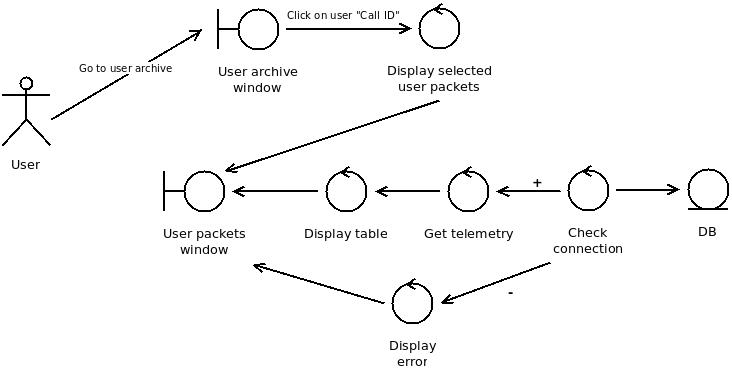 Click on user "Call ID"
Go to user archive
User archive
window
Display selected
user packets
User
+
User packets
window
Display table
Get telemetry
Check
connection
DB
-
Display
error